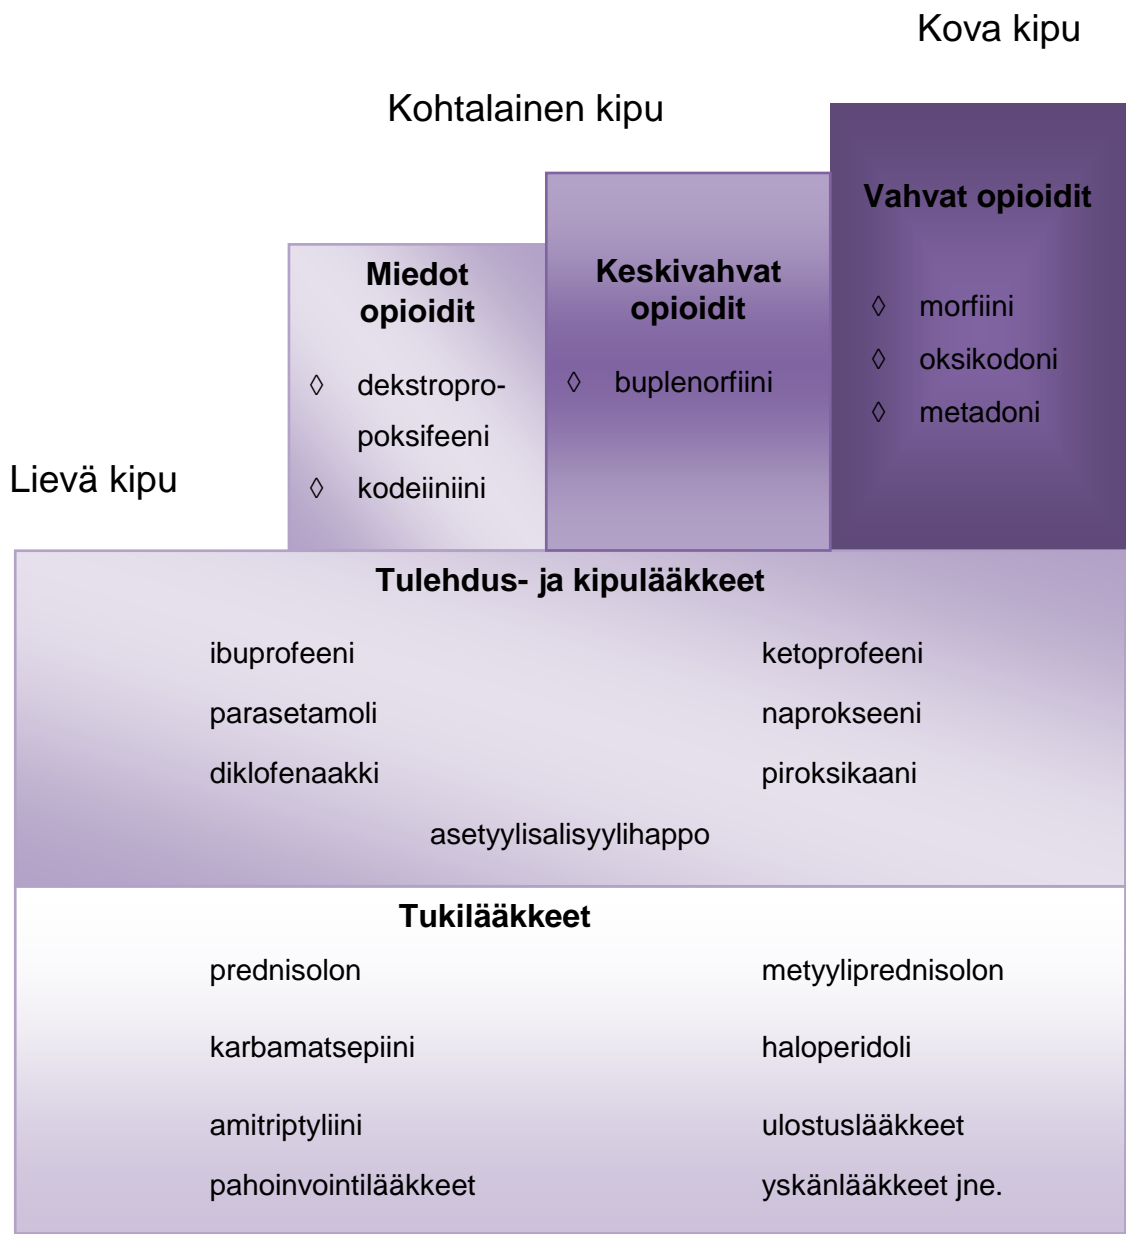 Kova kipu
Kohtalainen kipu
Vahvat opioidit
◊ morfiini
◊ oksikodoni
◊ metadoni
Keskivahvat
opioidit
◊ buplenorfiini
Miedot
opioidit
◊ dekstropro-
poksifeeni
◊ kodeiiniini
Lievä kipu
Tulehdus- ja kipulääkkeet
ibuprofeeni ketoprofeeni
parasetamoli naprokseeni
diklofenaakki piroksikaani
asetyylisalisyylihappo
Tukilääkkeet
prednisolon metyyliprednisolon
karbamatsepiini haloperidoli
amitriptyliini ulostuslääkkeet
pahoinvointilääkkeet yskänlääkkeet jne.